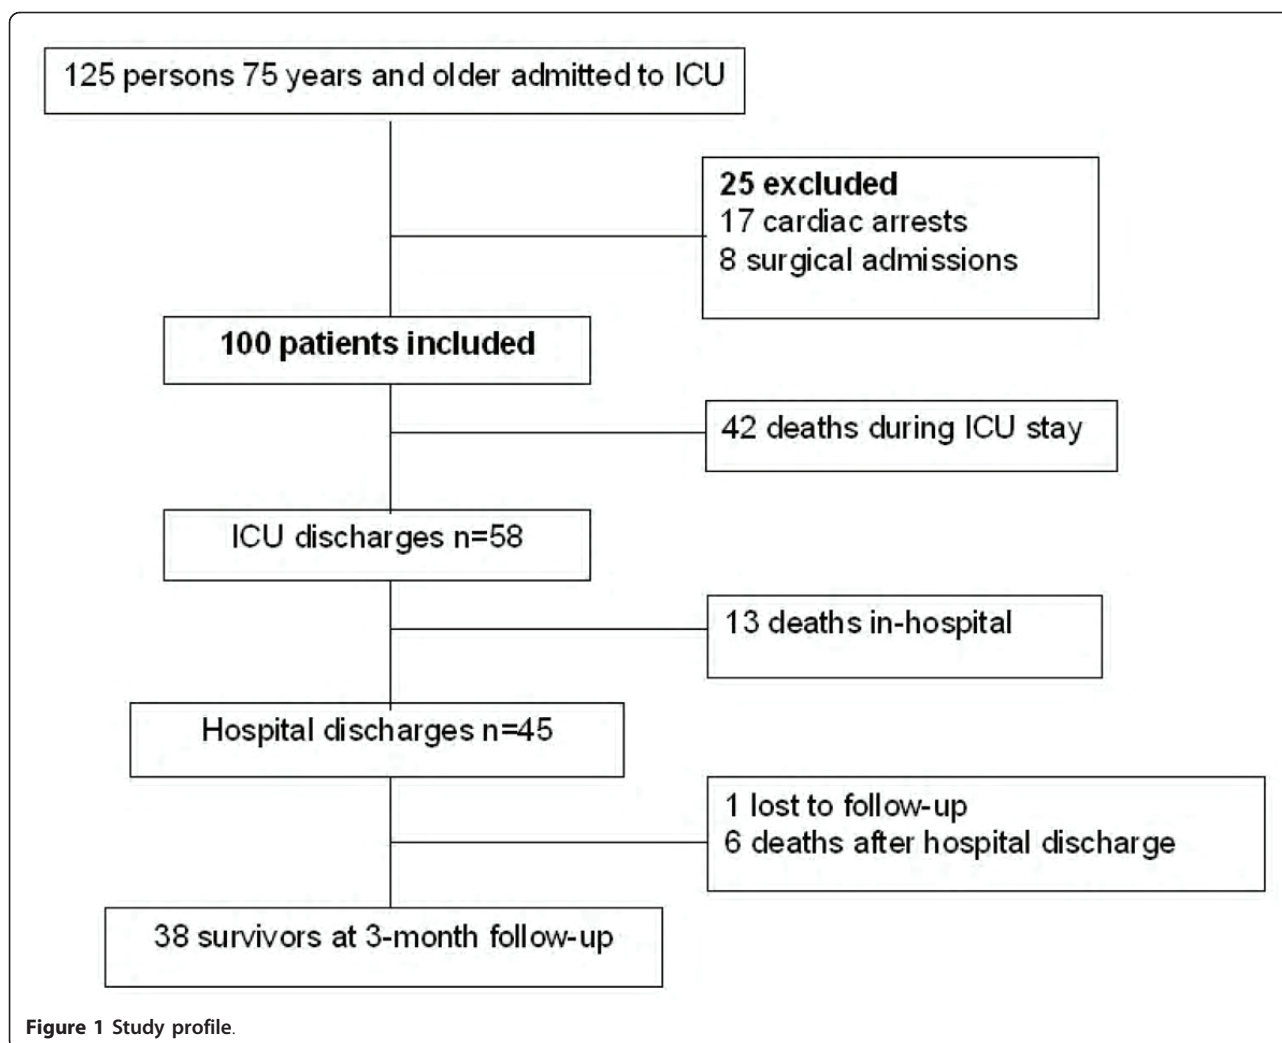 125 persons 75 years and older admitted to ICU
25 excluded
17 cardiac arrests
8 surgical admissions
100 patients included
42 deaths during ICU stay
ICU discharges n=58
13 deaths in-hospital
Hospital discharges n=45
1 lost to follow-up
6 deaths after hospital discharge
38 survivors at 3-month follow-up
Figure 1 Study profile.